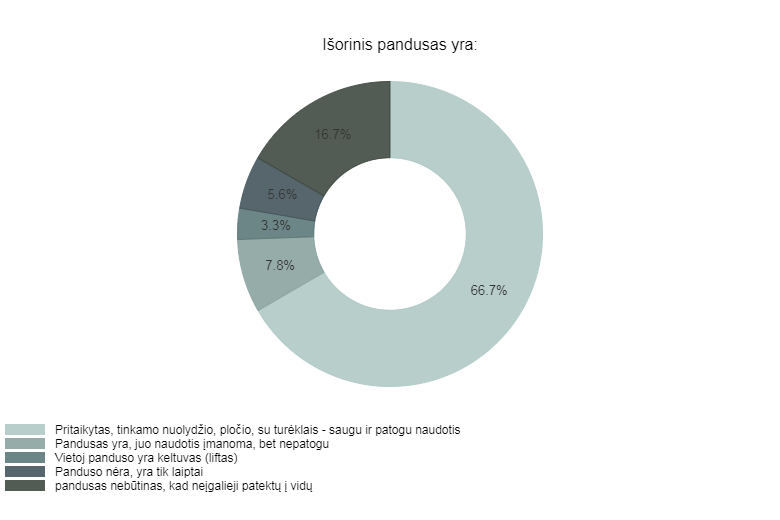 Išorinis pandusas yra:
16.7%
5.6%
3.3%
7.8%
66.7%
Pritaikytas, tinkamo nuolydžio, pločio, su turėklais - saugu ir patogu naudotis
Pandusas yra, juo naudotis įmanoma, bet nepatogu
Vietoj panduso yra keltuvas (liftas)
Panduso nėra, yra tik laiptai
pandusas nebūtinas, kad neįgalieji patektų į vidų